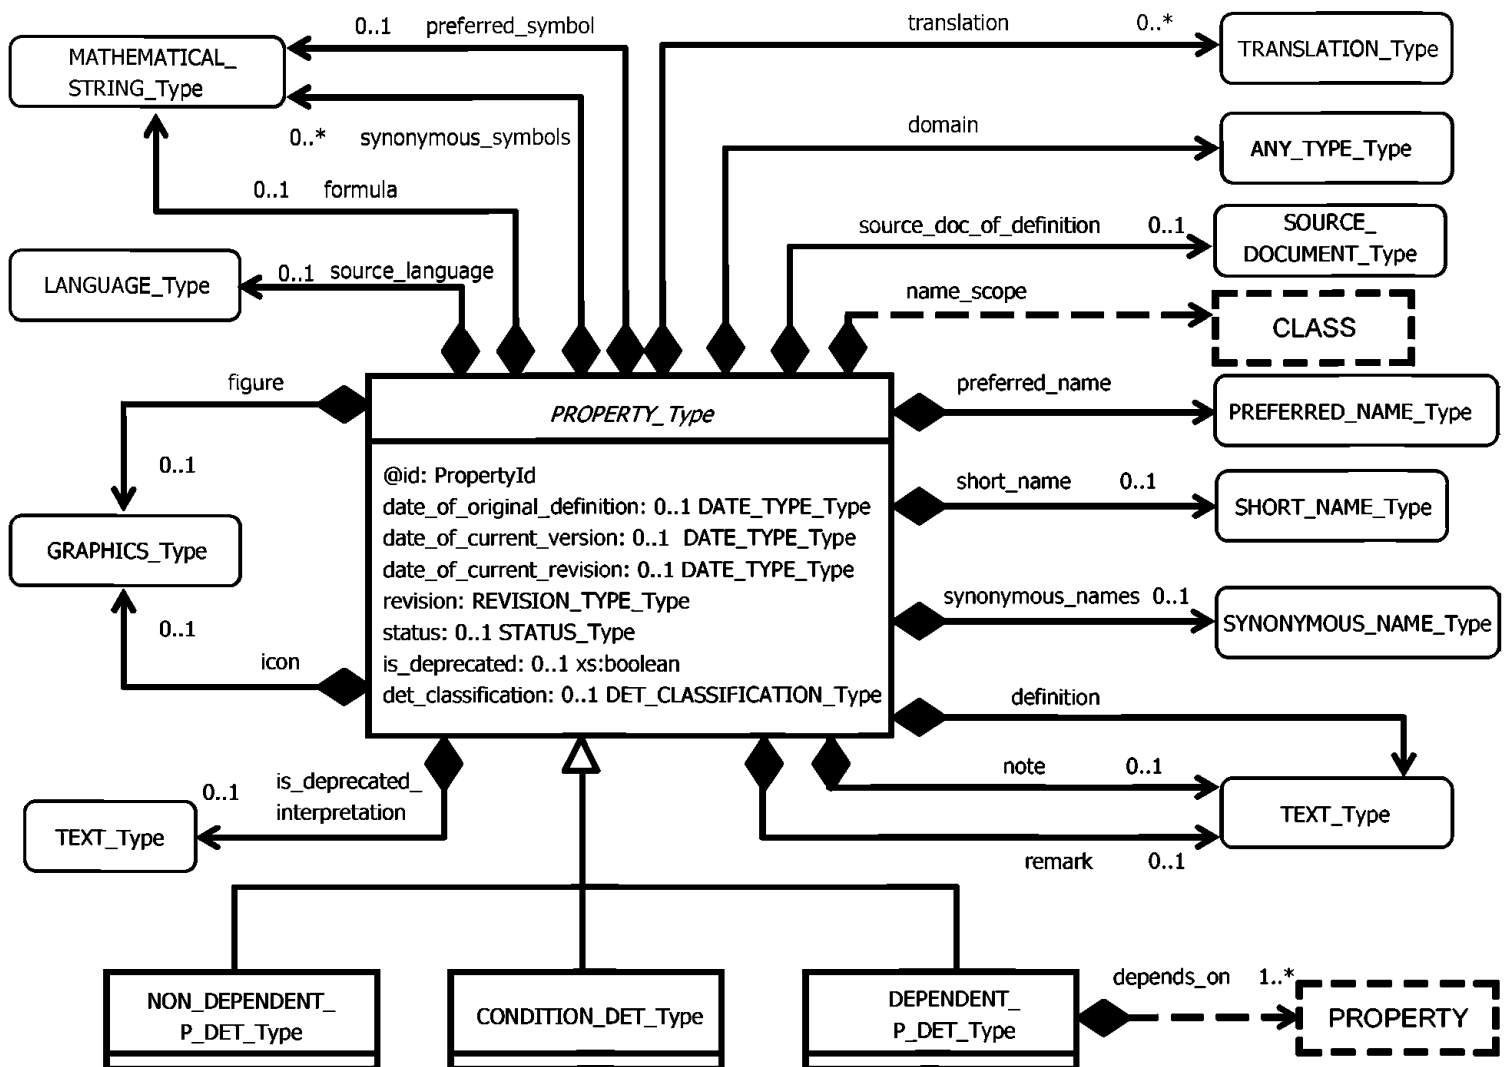 0..1 preferred_symbol
translation 0..*
MATHEMATICAL_
STRING_Type
TRANSLATION_Type
0..* synonymous_symbols
domain
ANY_TYPE_Type
0..1 formula
source_doc_of_definition 0..1
SOURCE_
DOCUMENT_Type
LANGUAGE_Type
0..1 source_language
name_scope
CLASS
figure
preferred_name
PROPERTY_Type
PREFERRED_NAME_Type
0..1
@id: PropertyId
date_of_original_definition: 0..1 DATE_TYPE_Type
date_of_current_version: 0..1 DATE_TYPE_Type
date_of_current_revision: 0..1 DATE_TYPE_Type
revision: REVISION_TYPE_Type
status: 0..1 STATUS_Type
is_deprecated: 0..1 xs:boolean
det_classification: 0..1 DET_CLASSIFICATION_Type
short_name 0..1
SHORT_NAME_Type
GRAPHICS_Type
synonymous_names 0..1
SYNONYMOUS_NAME_Type
0..1
icon
definition
0..1 is_deprecated_
interpretation
TEXT_Type
note 0..1
TEXT_Type
remark 0..1
NON_DEPENDENT_
P_DET_Type
CONDITION_DET_Type
DEPENDENT_
P_DET_Type
depends_on 1..*
PROPERTY